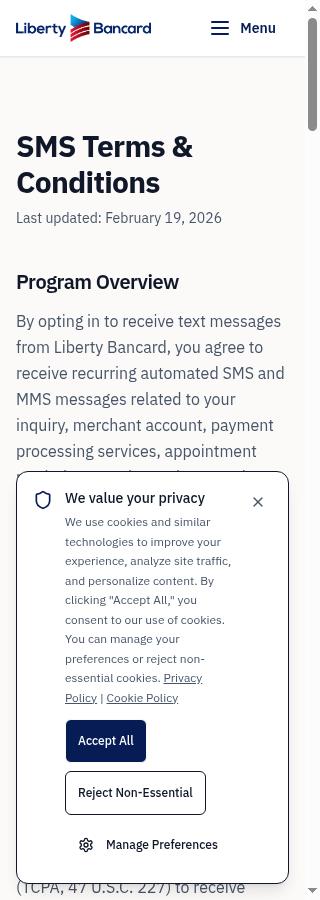 Liberty Bancard
Menu
SMS Terms &
Conditions
Last updated: February 19, 2026
Program Overview
By opting in to receive text messages
from Liberty Bancard, you agree to
receive recurring automated SMS and
MMS messages related to your
inquiry, merchant account, payment
processing services, appointment
We value your privacy
We use cookies and similar
technologies to improve your
experience, analyze site traffic,
and personalize content. By
clicking "Accept All," you
consent to our use of cookies.
You can manage your
preferences or reject non-
essential cookies. Privacy
Policy | Cookie Policy
Accept All
Reject Non-Essential
Manage Preferences
(TCPA, 47 U.S.C. 227) to receive